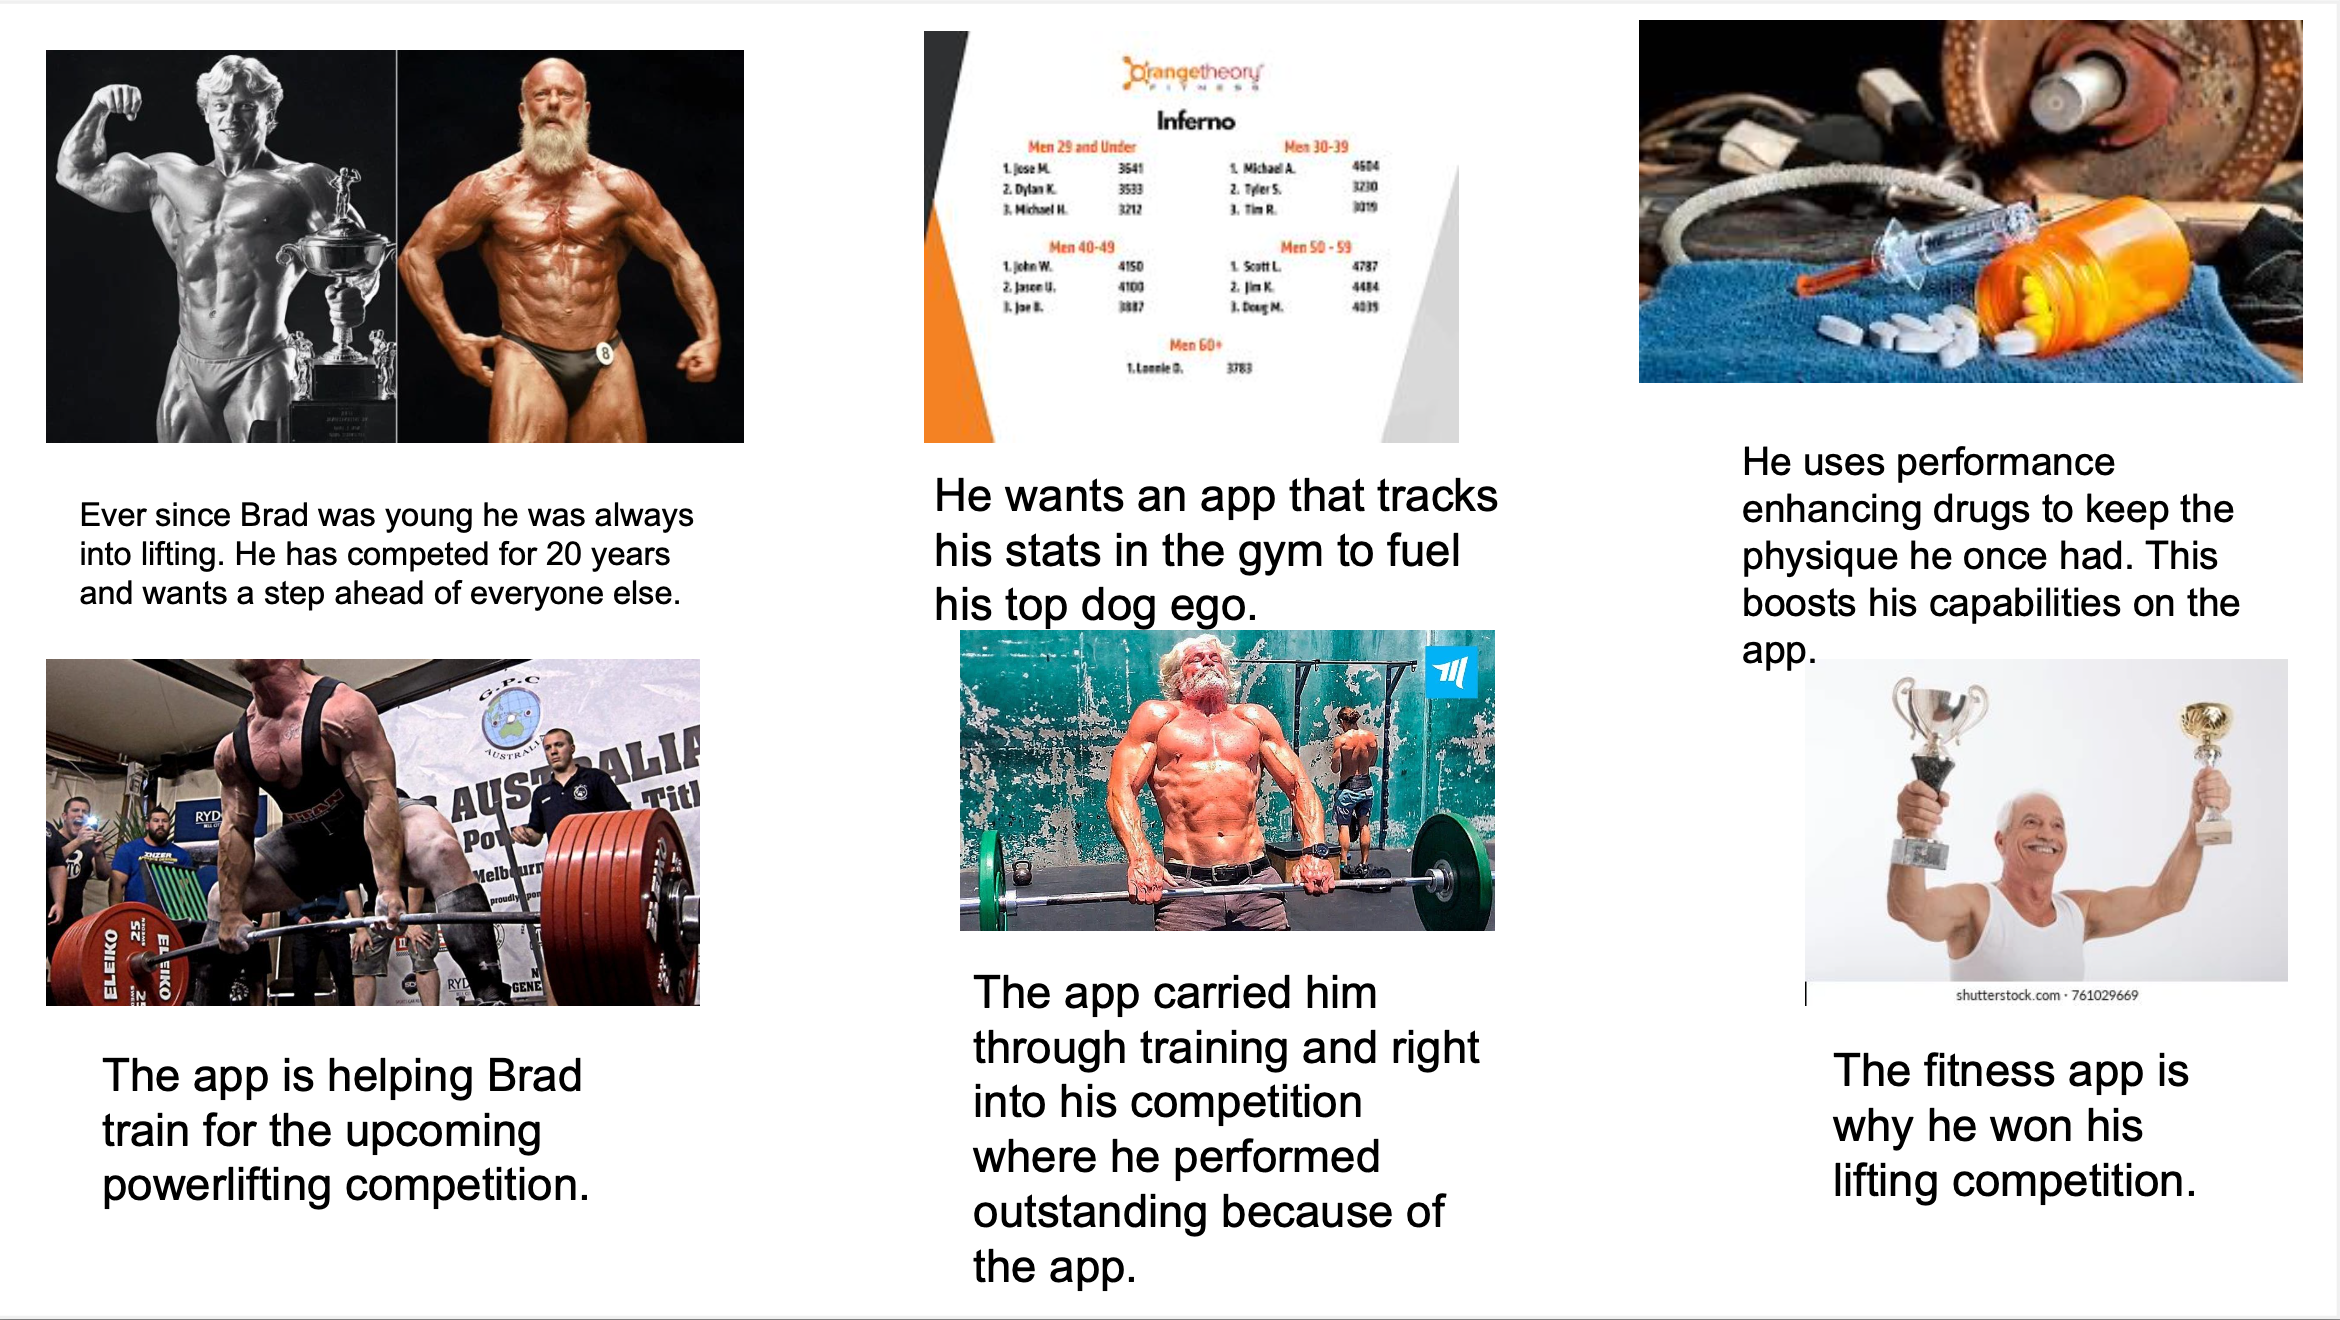 Orangetheory
FITNESS
Inferno
Men 29 and Under
1. Jose M. 3641
2. Dylan K. 3533
3. Michael H. 3212
Men 30-39
1. Michael A. 4604
2. Tyler S. 3230
3. Tim R. 3019
Men 40-49
1. John W. 4150
2. Jason U. 4100
3. Joe B. 3887
Men 50 - 59
1. Scott L. 4787
2. Jim K. 4484
3. Doug M. 4039
Men 60+
1. Lonnie D. 3783
8
Ever since Brad was young he was always
into lifting. He has competed for 20 years
and wants a step ahead of everyone else.
He wants an app that tracks
his stats in the gym to fuel
his top dog ego.
He uses performance
enhancing drugs to keep the
physique he once had. This
boosts his capabilities on the
app.
G.P.C
AUSTRALIA
AUSTRALIA
Pow
Titl
Melbourn
proudly
RYD
TITAN
ELEIKO
25
ELEIKO
25
RYD
GENE
shutterstock.com · 761029669
The app is helping Brad
train for the upcoming
powerlifting competition.
The app carried him
through training and right
into his competition
where he performed
outstanding because of
the app.
The fitness app is
why he won his
lifting competition.